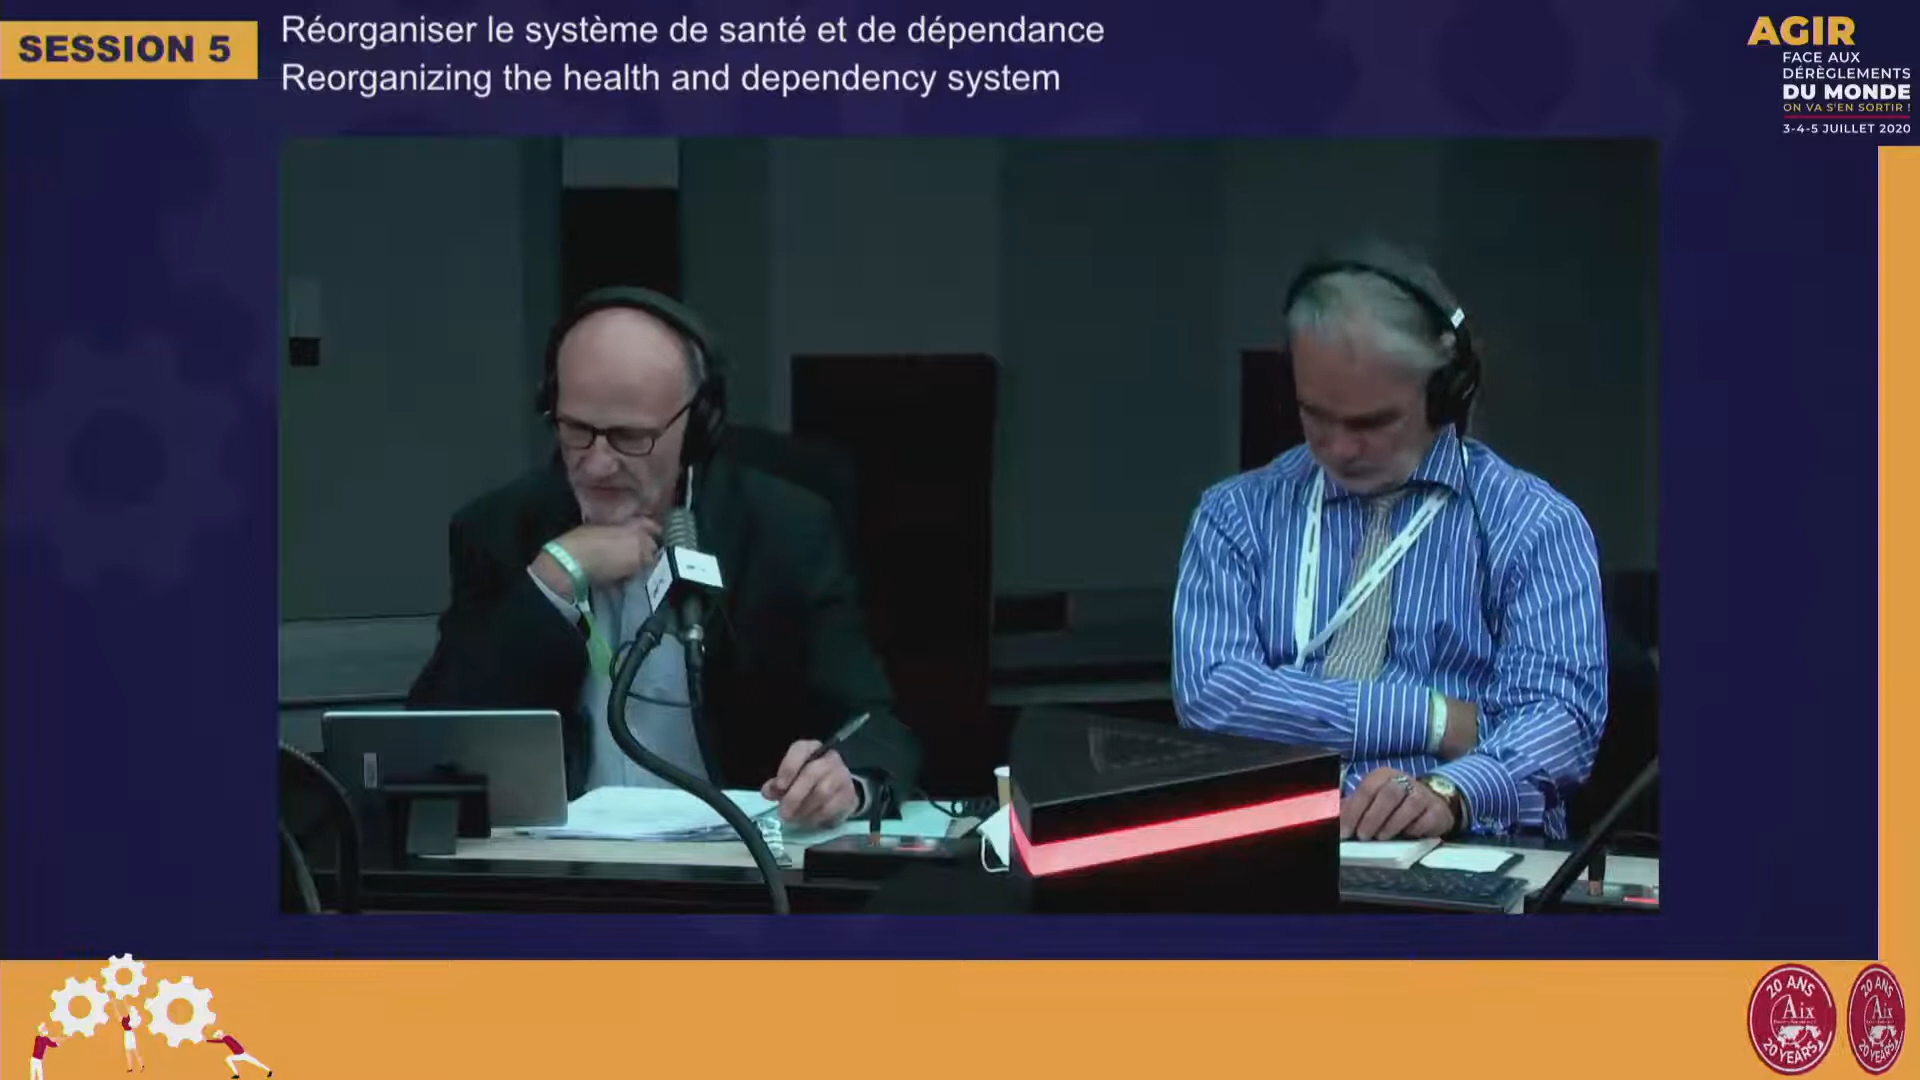 SESSION 5
Réorganiser le système de santé et de dépendance
Reorganizing the health and dependency system
AGIR
FACE AUX
DÉRÈGLEMENTS
DU MONDE
ON VA S'EN SORTIR !
3-4-5 JUILLET 2020
20 ANS
Aix
20 YEARS
20 ANS
Aix
20 YEARS